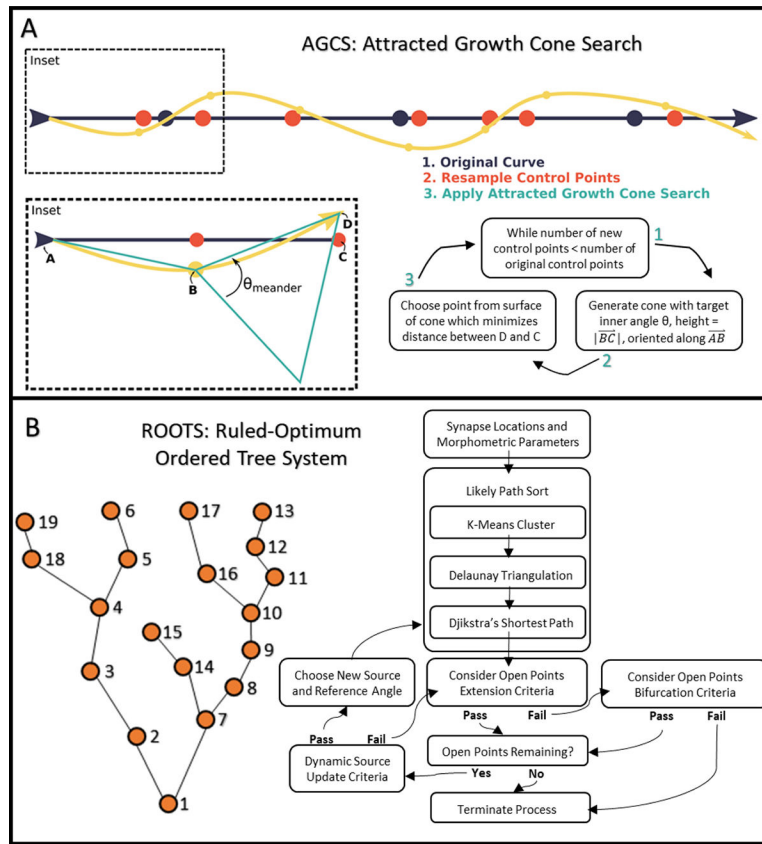 A
AGCS: Attracted Growth Cone Search
Inset
1. Original Curve
2. Resample Control Points
3. Apply Attracted Growth Cone Search
Inset
A
B
C
D
θmeander
While number of new
control points < number of
original control points
1
Generate cone with target
inner angle θ, height =
|BC|, oriented along AB
2
Choose point from surface
of cone which minimizes
distance between D and C
3
B
ROOTS: Ruled-Optimum
Ordered Tree System
19
6
17
13
18
5
12
16
11
4
10
15
9
3
14
8
7
2
1
Synapse Locations and
Morphometric Parameters
Likely Path Sort
K-Means Cluster
Delaunay Triangulation
Djikstra's Shortest Path
Choose New Source
and Reference Angle
Consider Open Points
Extension Criteria
Consider Open Points
Bifurcation Criteria
Pass Fail
Pass Fail
Pass Fail
Dynamic Source
Update Criteria
Open Points Remaining?
Yes No
Terminate Process